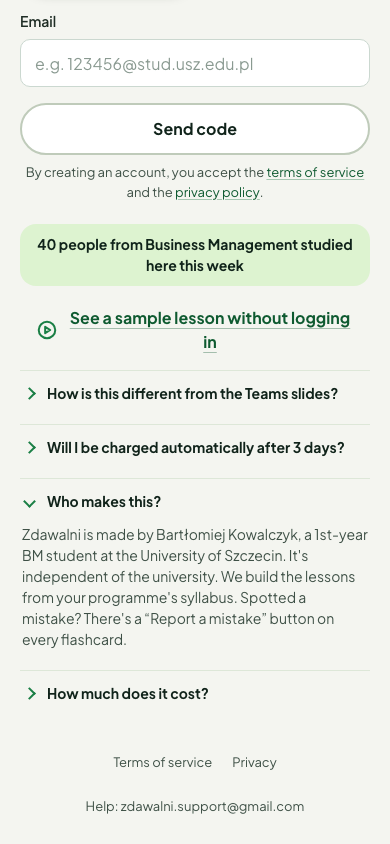 Email
e.g. 123456@stud.usz.edu.pl
Send code
By creating an account, you accept the terms of service
and the privacy policy.
40 people from Business Management studied
here this week
See a sample lesson without logging
in
How is this different from the Teams slides?
Will I be charged automatically after 3 days?
Who makes this?
Zdawalni is made by Bartłomiej Kowalczyk, a 1st-year
BM student at the University of Szczecin. It's
independent of the university. We build the lessons
from your programme's syllabus. Spotted a
mistake? There's a “Report a mistake” button on
every flashcard.
How much does it cost?
Terms of service Privacy
Help: zdawalni.support@gmail.com